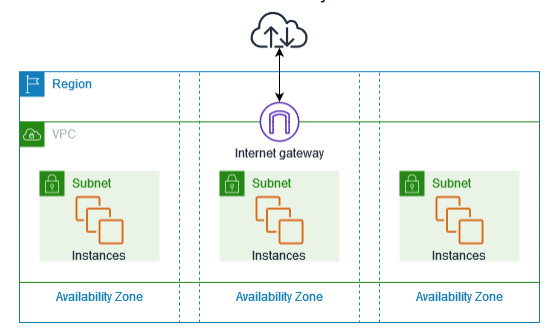 Region
VPC
Internet gateway
Subnet
Subnet
Subnet
Instances
Instances
Instances
Availability Zone
Availability Zone
Availability Zone